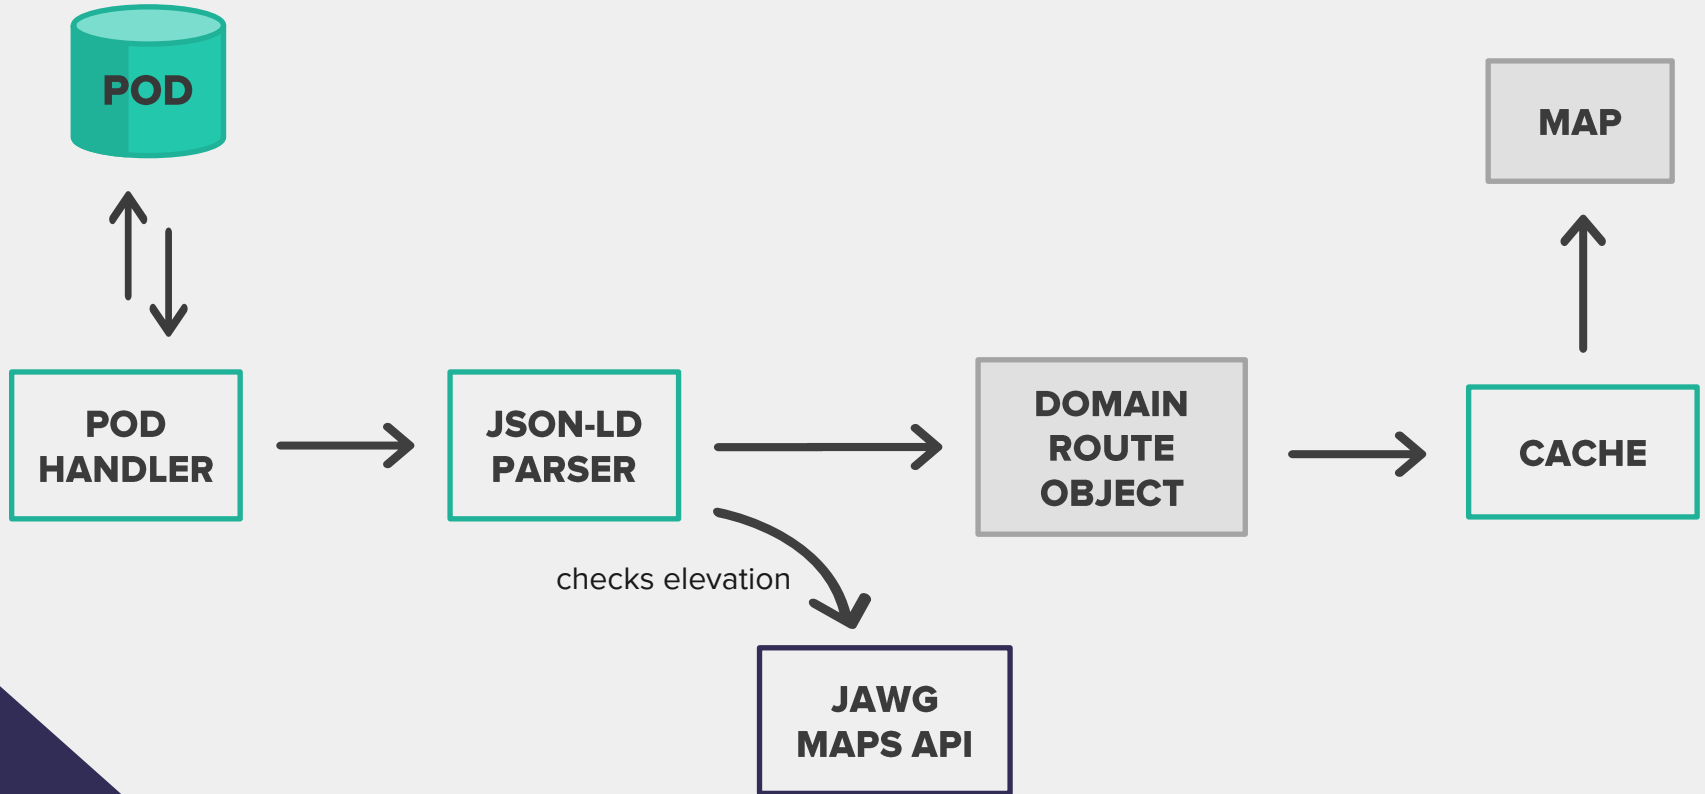 POD
MAP
POD
HANDLER
JSON-LD
PARSER
DOMAIN
ROUTE
OBJECT
CACHE
checks elevation
JAWG
MAPS API